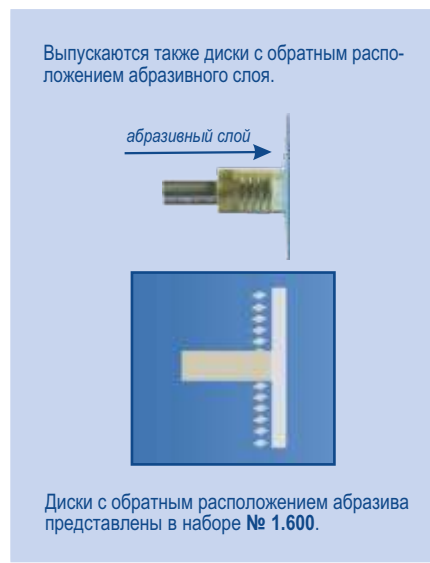 Выпускаются также диски с обратным распо-
ложением абразивного слоя.
абразивный слой
Диски с обратным расположением абразива
представлены в наборе № 1.600.